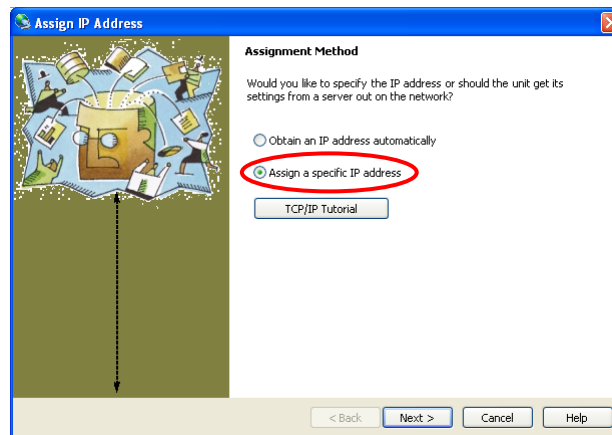 Assign IP Address
Assignment Method
Would you like to specify the IP address or should the unit get its
settings from a server out on the network?
Obtain an IP address automatically
Assign a specific IP address
TCP/IP Tutorial
< Back
Next >
Cancel
Help